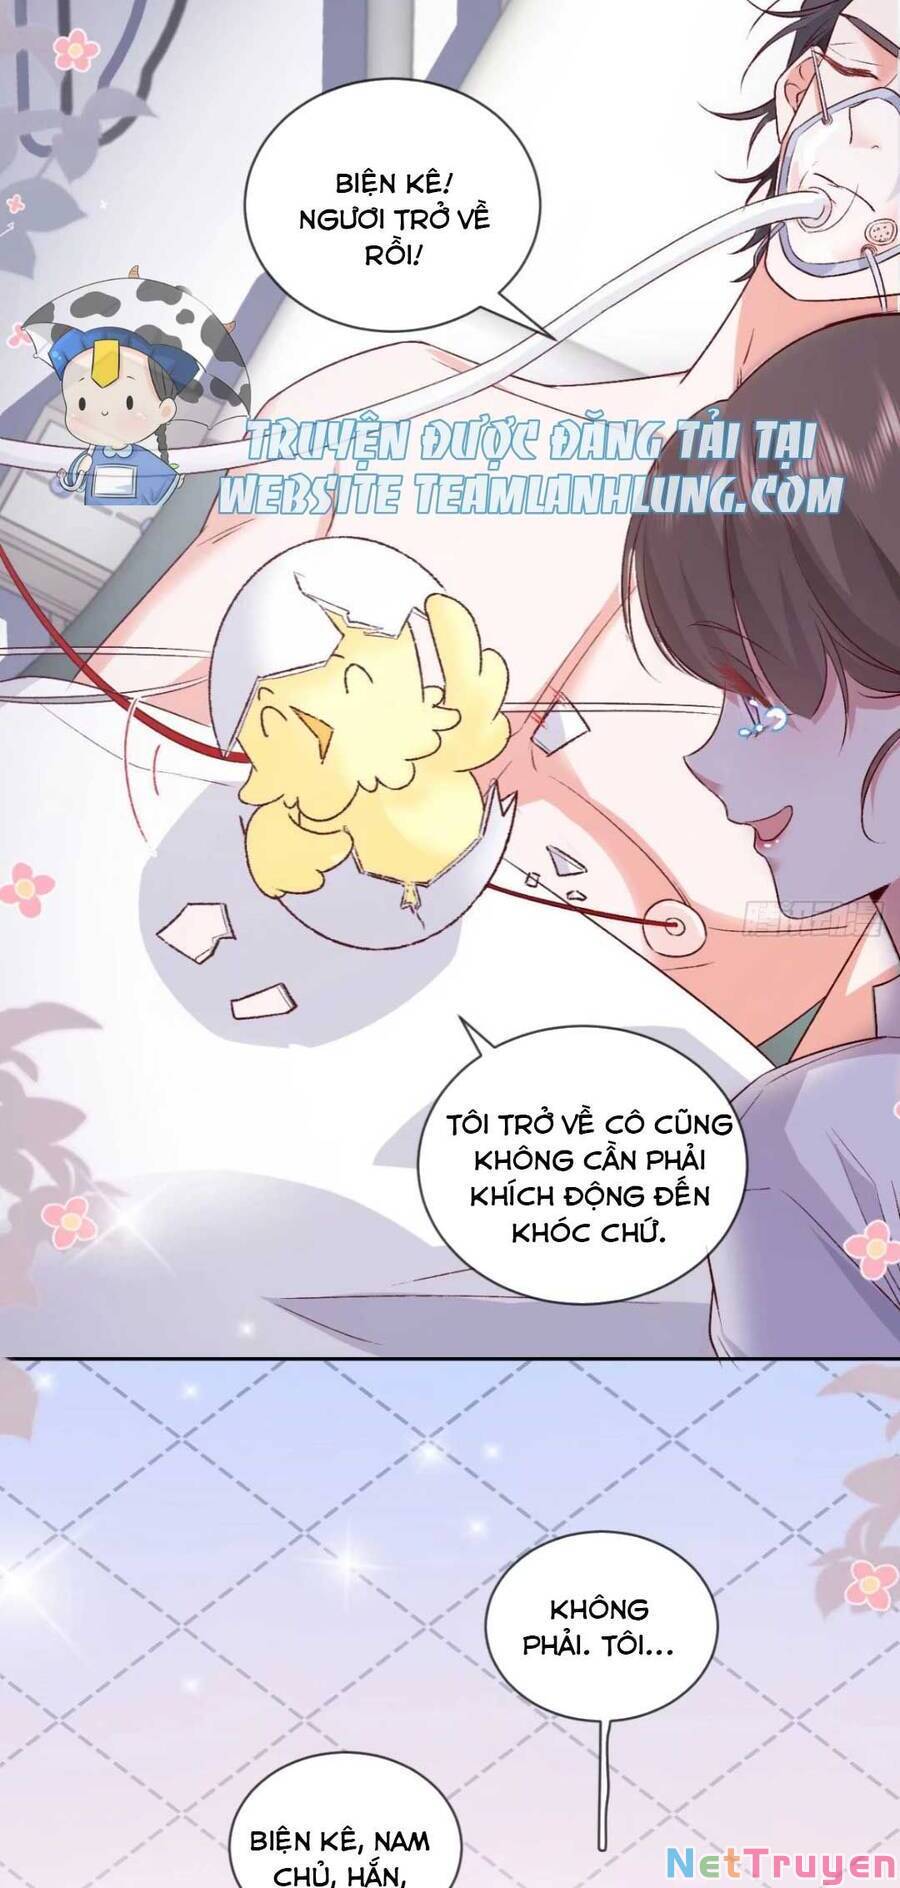 BIỆN KÊ!
NGƯƠI TRỞ VỀ
RỒI!
TRUYỆN ĐƯỢC ĐĂNG TẢI TẠI
WEBSITE TEAMLANHLUNG.COM
TÔI TRỞ VỀ CÔ CŨNG
KHÔNG CẦN PHẢI
KHÍCH ĐỘNG ĐẾN
KHÓC CHỨ.
KHÔNG
PHẢI. TÔI...
BIỆN KÊ, NAM
CHỦ, HẮN,
NetTruyen